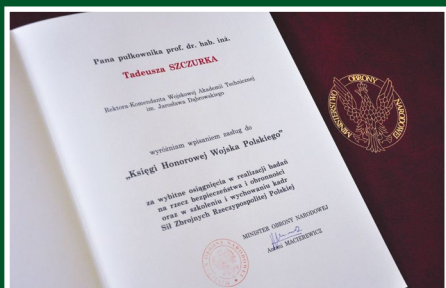 Pana pułkownika prof. dr. hab. inż.
Tadeusza SZCZURKA
Rektora-Komendanta Wojskowej Akademii Technicznej
im. Jarosława Dąbrowskiego
wyróżniam wpisaniem zasług do
„Księgi Honorowej Wojska Polskiego”
za wybitne osiągnięcia w realizacji badań
na rzecz bezpieczeństwa i obronności
oraz w szkoleniu i wychowaniu kadr
Sił Zbrojnych Rzeczypospolitej Polskiej
MINISTER OBRONY NARODOWEJ
Antoni MACIEREWICZ
MINISTERSTWO OBRONY NARODOWEJ